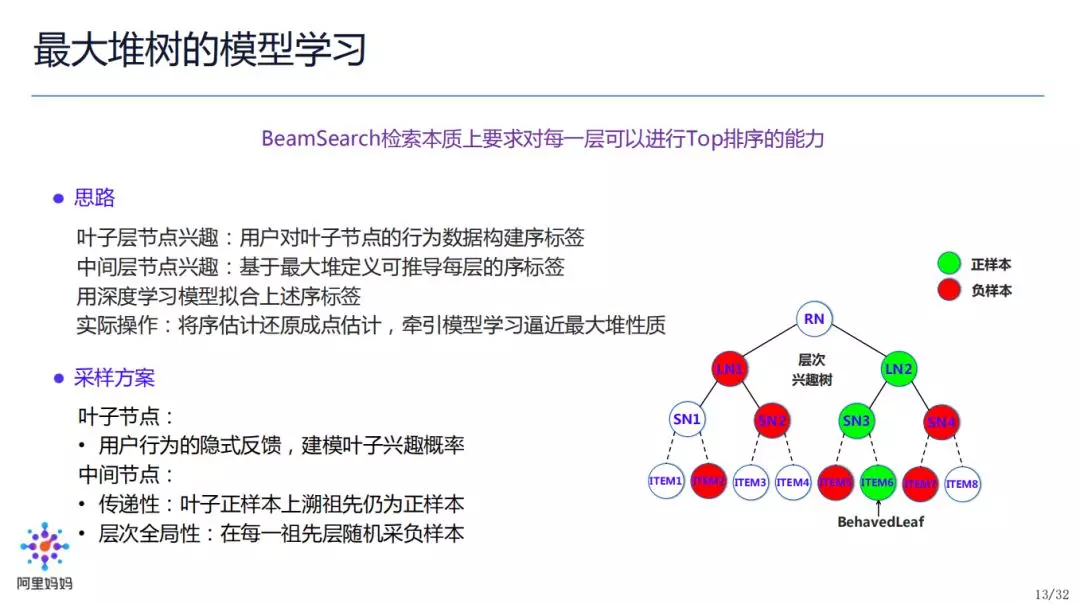 最大堆树的模型学习
BeamSearch检索本质上要求对每一层可以进行Top排序的能力
思路
叶子层节点兴趣：用户对叶子节点的行为数据构建序标签
中间层节点兴趣：基于最大堆定义可推导每层的序标签
用深度学习模型拟合上述序标签
实际操作：将序估计还原成点估计，牵引模型学习逼近最大堆性质
采样方案
叶子节点：
• 用户行为的隐式反馈，建模叶子兴趣概率
中间节点：
• 传递性：叶子正样本上溯祖先仍为正样本
• 层次全局性：在每一祖先层随机采负样本
正样本
负样本
RN
层次
兴趣树
LN1 LN2
SN1 SN2 SN3 SN4
ITEM1 ITEM2 ITEM3 ITEM4 ITEM5 ITEM6 ITEM7 ITEM8
BehavedLeaf
阿里妈妈
13/32